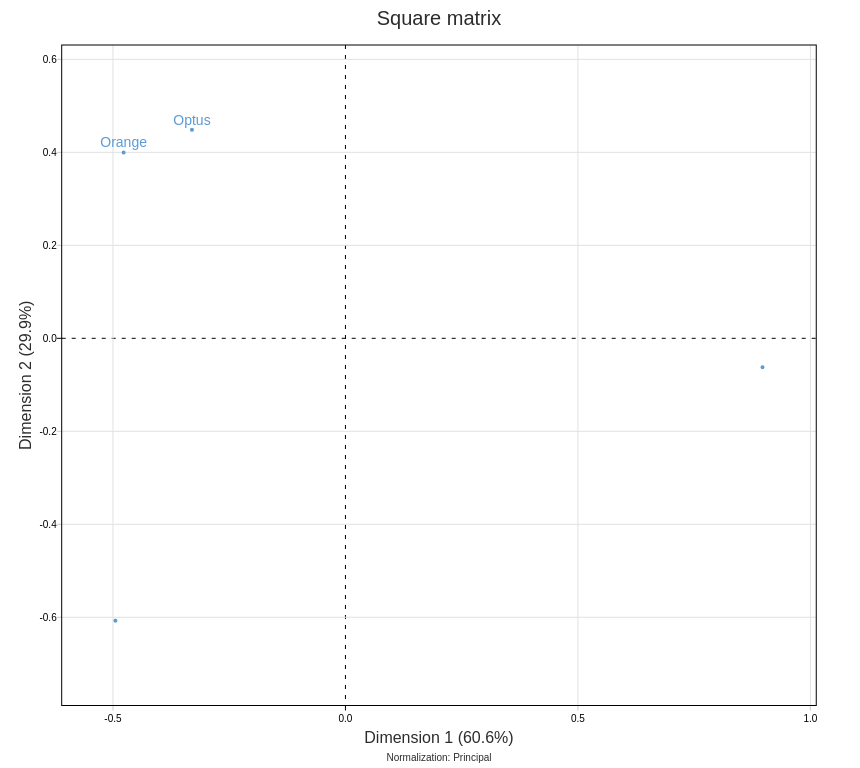 Square matrix
0.6
Optus
Orange
0.4
0.2
0.0
-0.2
-0.4
-0.6
Dimension 2 (29.9%)
-0.5
0.0
0.5
1.0
Dimension 1 (60.6%)
Normalization: Principal